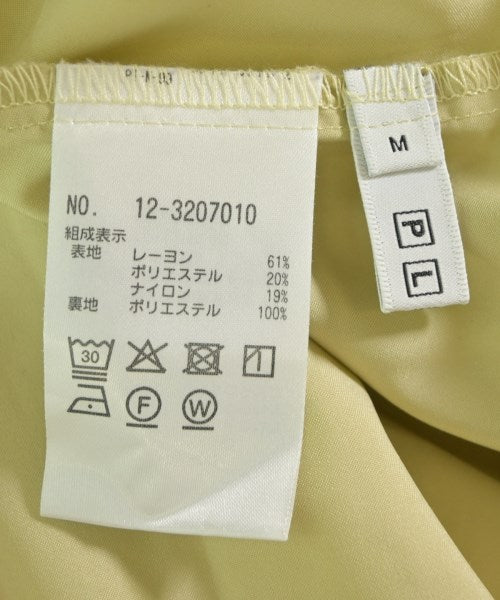 NO. 12-3207010
組成表示
表地 レーヨン 61%
ポリエステル 20%
ナイロン 19%
裏地 ポリエステル 100%
30
F W
M
P L